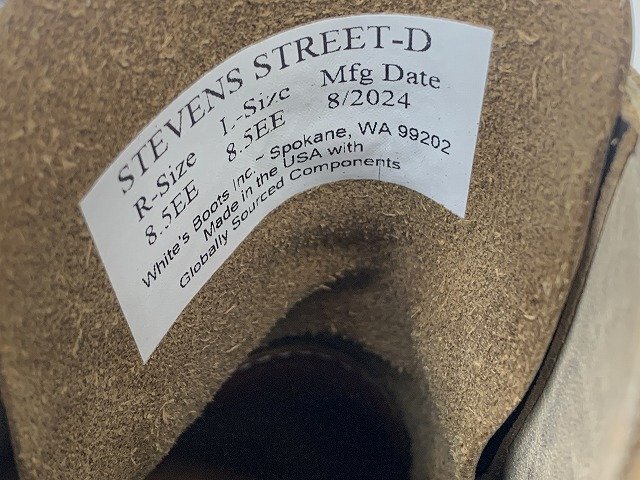 STEVENS STREET-D
R-Size L-Size Mfg Date
8.5EE 8.5EE 8/2024
White's Boots Inc. ~ Spokane, WA 99202
Made in the USA with
Globally Sourced Components